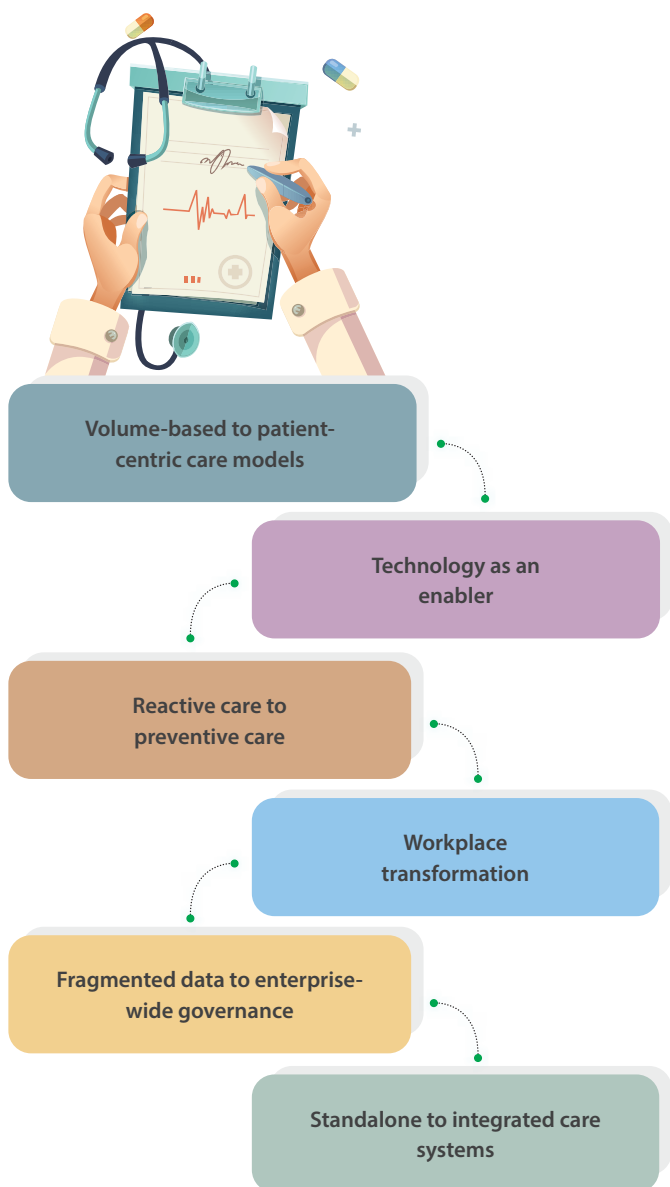 Volume-based to patient-
centric care models
Technology as an
enabler
Reactive care to
preventive care
Workplace
transformation
Fragmented data to enterprise-
wide governance
Standalone to integrated care
systems